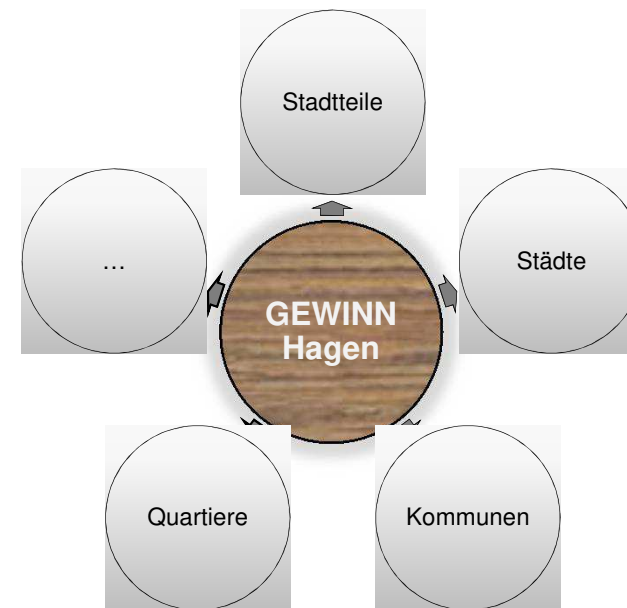 Stadtteile
…
Städte
GEWINN
Hagen
Quartiere
Kommunen